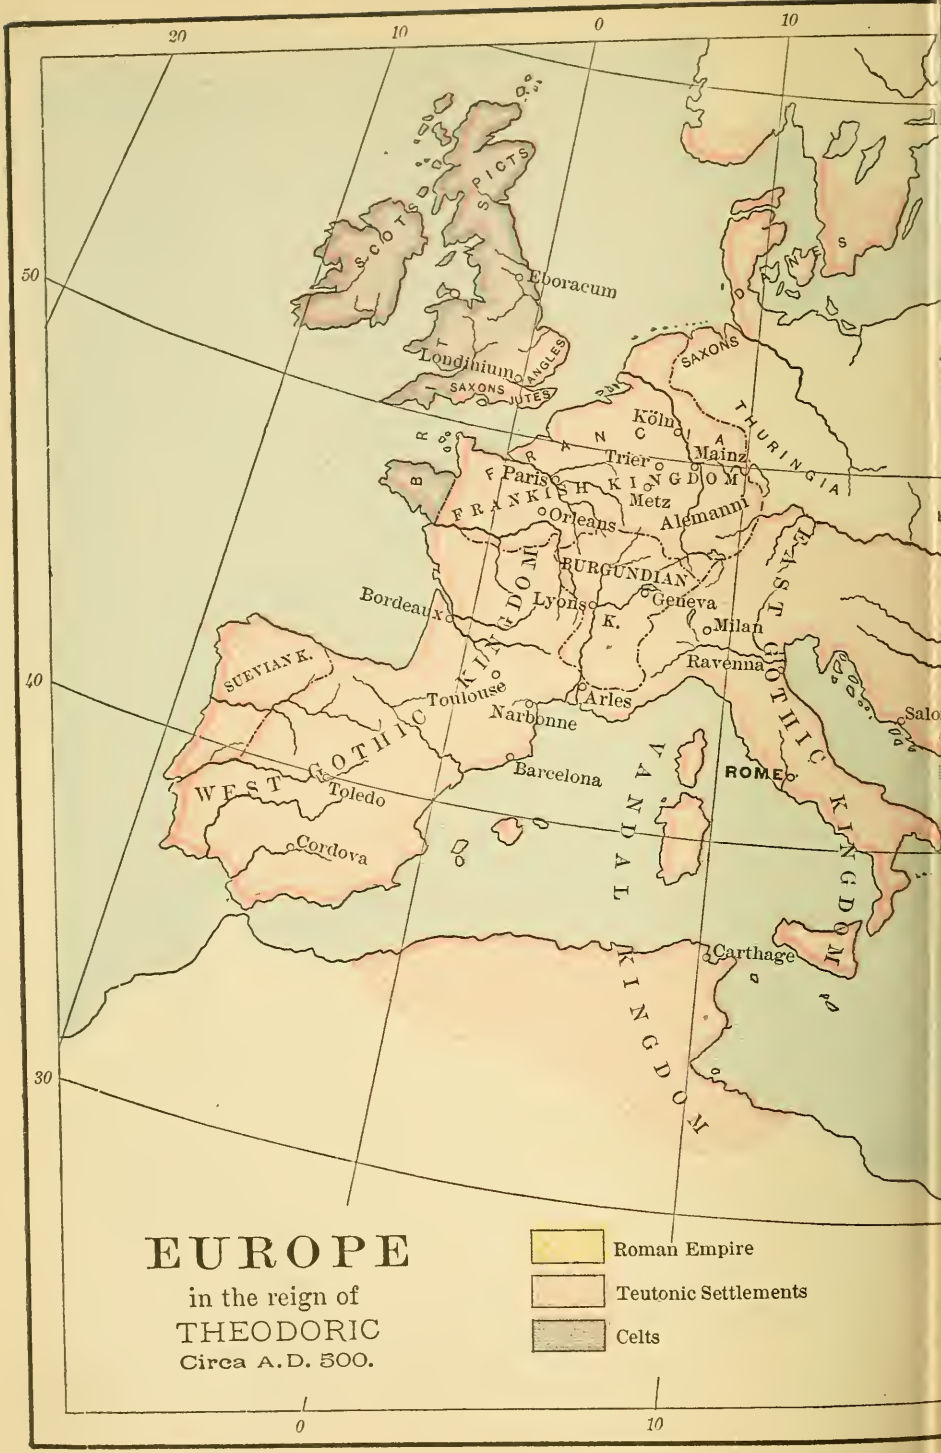 20
10
0
10
50
40
30
PICTS
SCOTS
Eboracum
DANES
Londinium
ANGLES
SAXONS
JUTES
SAXONS
THURINGIA
BRIT
FRANCIA
Köln
Trier
Mainz
Paris
FRANKISH KINGDOM
Metz
Orleans
Alemanni
BURGUNDIAN
K.
Lyons
Geneva
Milan
Bordeaux
Ravenna
SUEVIAN K.
Toulouse
Arles
Narbonne
Barcelona
WEST GOTHIC KINGDOM
Toledo
Cordova
EAST GOTHIC KINGDOM
ROME
Salo
VANDAL KINGDOM
Carthage
EUROPE
in the reign of
THEODORIC
Circa A.D. 500.
Roman Empire
Teutonic Settlements
Celts
0
10